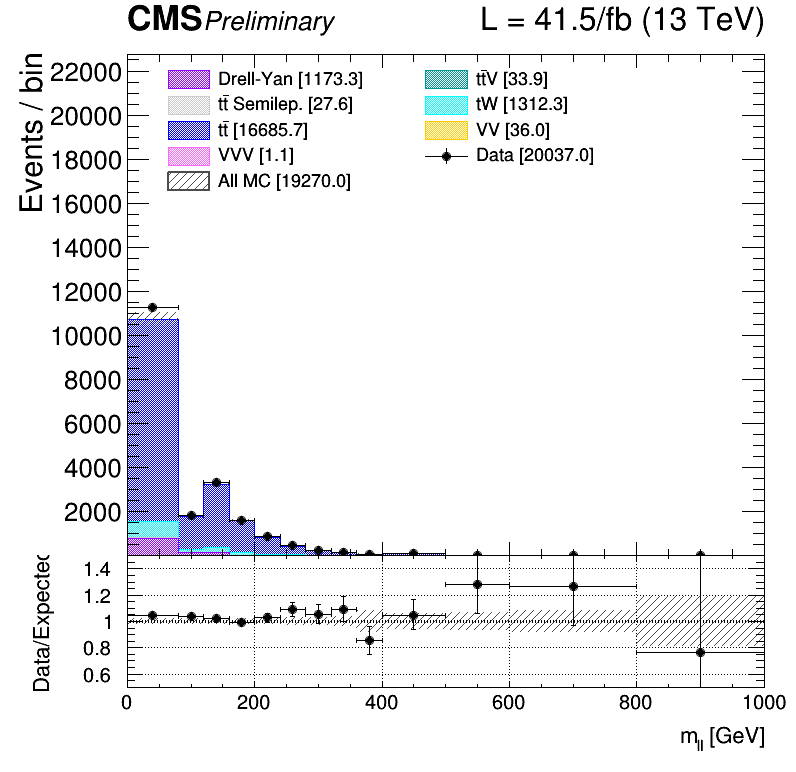 CMS Preliminary L = 41.5/fb (13 TeV)
Events / bin
22000
20000
18000
16000
14000
12000
10000
8000
6000
4000
2000
Drell-Yan [1173.3]
tt̄ Semilep. [27.6]
tt̄ [16685.7]
VVV [1.1]
All MC [19270.0]
tt̄V [33.9]
tW [1312.3]
VV [36.0]
Data [20037.0]
Data/Expected
1.4
1.2
1
0.8
0.6
0 200 400 600 800 1000
m_ll [GeV]